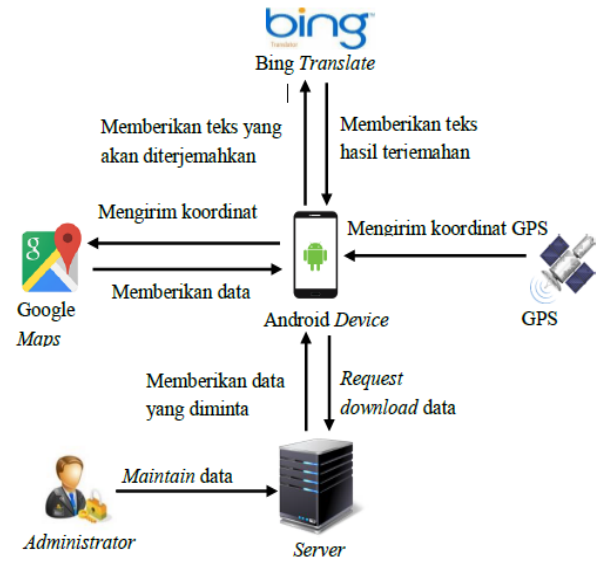 bing™
Translator
Bing Translate
Memberikan teks yang
akan diterjemahkan
Memberikan teks
hasil terjemahan
Mengirim koordinat
Mengirim koordinat GPS
g
Memberikan data
Google
Maps
Android Device
GPS
Memberikan data
yang diminta
Request
download data
Maintain data
Administrator
Server